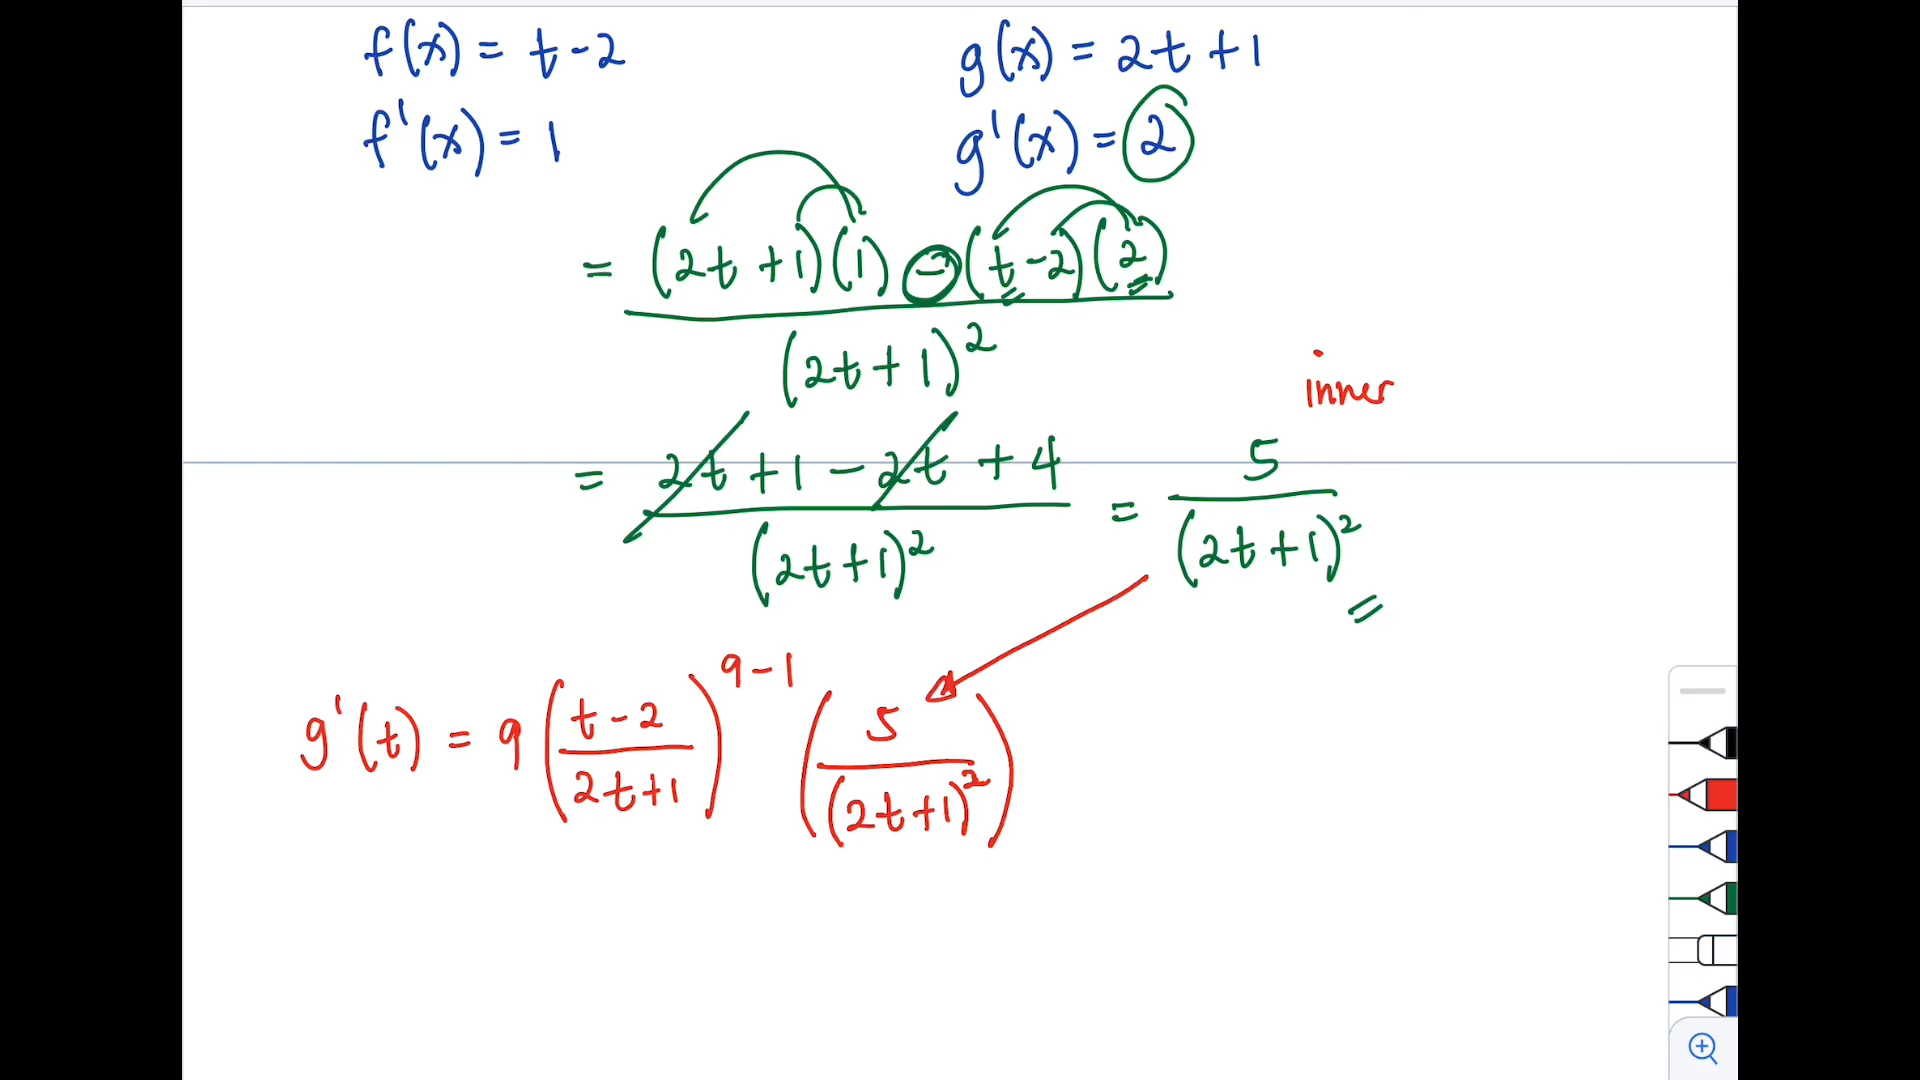 f(x) = t - 2    g(x) = 2t + 1
f'(x) = 1    g'(x) = 2
= (2t + 1)(1) - (t - 2)(2)
(2t + 1)^2
inner
= 2t + 1 - 2t + 4 = 5
(2t + 1)^2    (2t + 1)^2
g'(t) = 9 (t - 2 / 2t + 1)^9 - 1 (5 / (2t + 1)^2)